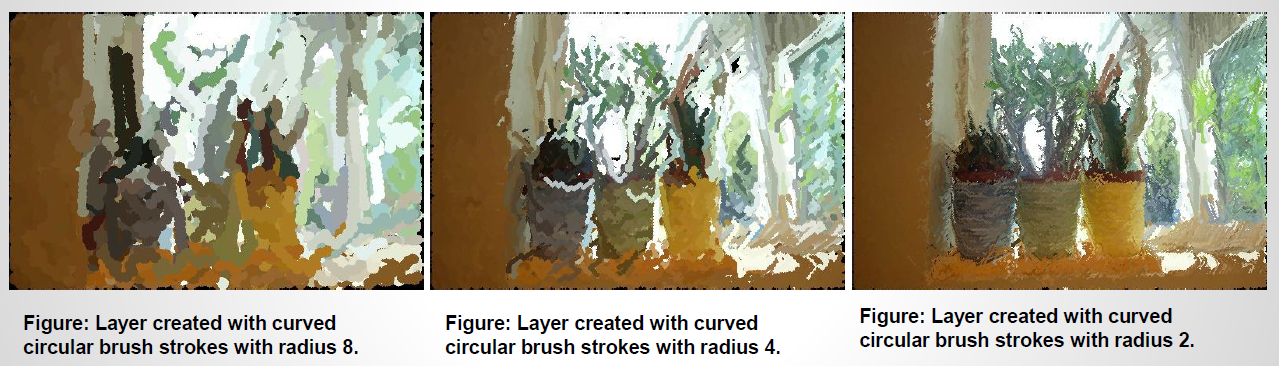 Figure: Layer created with curved
circular brush strokes with radius 8.
Figure: Layer created with curved
circular brush strokes with radius 4.
Figure: Layer created with curved
circular brush strokes with radius 2.